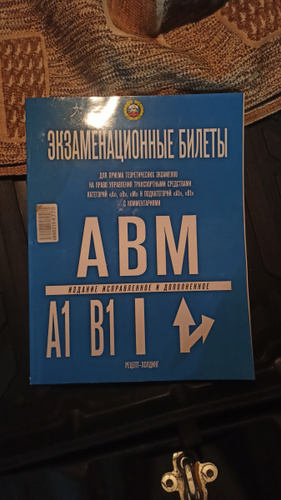 ЭКЗАМЕНАЦИОННЫЕ БИЛЕТЫ
ДЛЯ ПРИЕМА ТЕОРЕТИЧЕСКИХ ЭКЗАМЕНОВ
НА ПРАВО УПРАВЛЕНИЯ ТРАНСПОРТНЫМИ СРЕДСТВАМИ
КАТЕГОРИЙ «А», «В», «М» И ПОДКАТЕГОРИЙ «А1», «В1»
С КОММЕНТАРИЯМИ
А В М
ИЗДАНИЕ ИСПРАВЛЕННОЕ И ДОПОЛНЕННОЕ
А1 В1
РЕЦЕПТ-ХОЛДИНГ